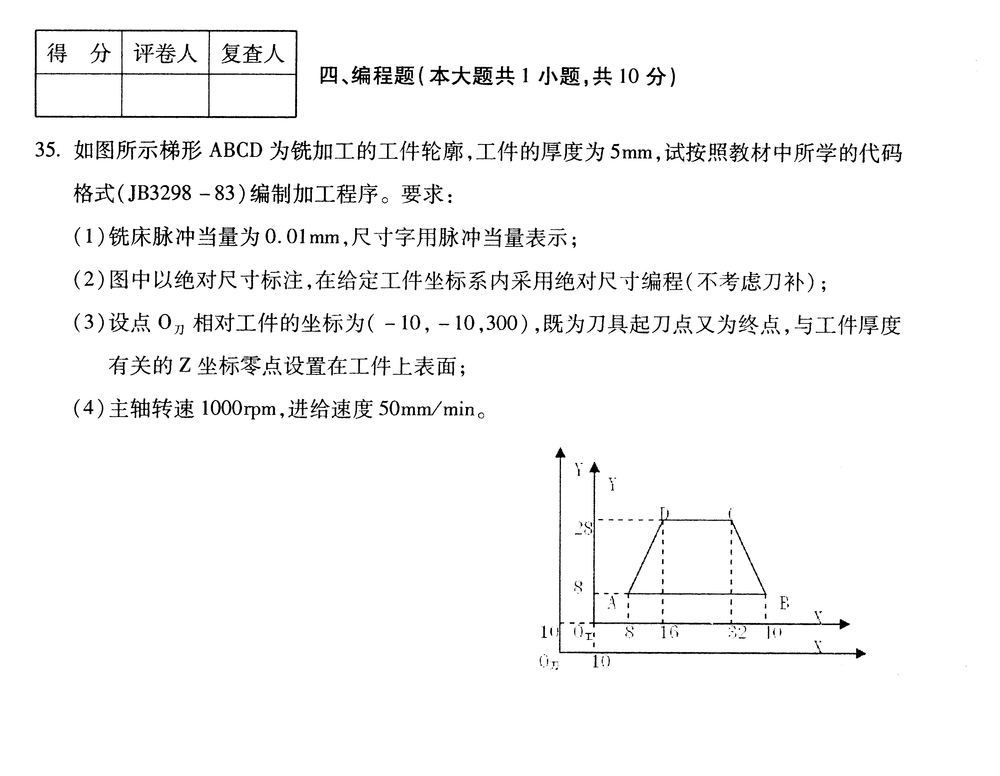 得 分 评卷人 复查人
四、编程题(本大题共1 小题,共10 分)
35. 如图所示梯形 ABCD 为铣加工的工件轮廓,工件的厚度为5mm,试按照教材中所学的代码
格式(JB3298-83)编制加工程序。要求:
(1)铣床脉冲当量为0.01mm,尺寸字用脉冲当量表示;
(2)图中以绝对尺寸标注,在给定工件坐标系内采用绝对尺寸编程(不考虑刀补);
(3)设点 O刀 相对工件的坐标为(-10,-10,300),既为刀具起刀点又为终点,与工件厚度
有关的 Z 坐标零点设置在工件上表面;
(4)主轴转速 1000rpm,进给速度 50mm/min。
Y
Y
D C
28
8
A B
X
10 O工 8 16 32 40
X
O刀 10